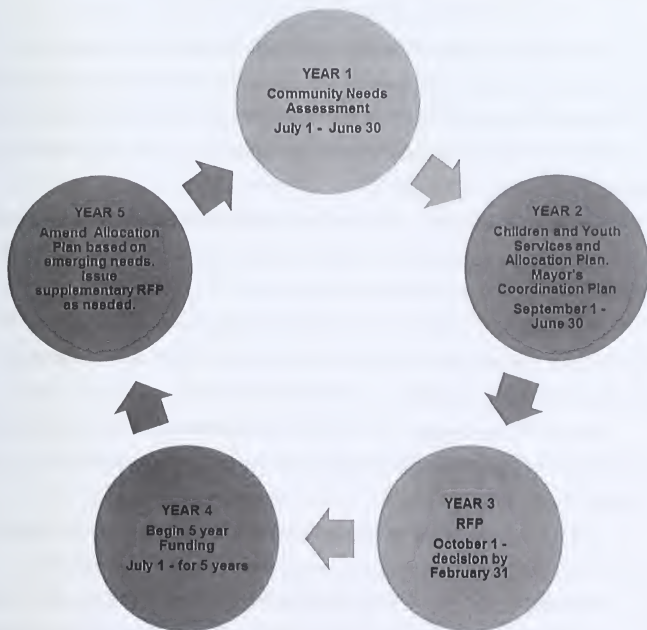 YEAR 1
Community Needs
Assessment
July 1 - June 30
YEAR 2
Children and Youth
Services and
Allocation Plan.
Mayor's
Coordination Plan
September 1 -
June 30
YEAR 3
RFP
October 1 -
decision by
February 31
YEAR 4
Begin 5 year
Funding
July 1 - for 5 years
YEAR 5
Amend Allocation
Plan based on
emerging needs.
Issue
supplementary RFP
as needed.